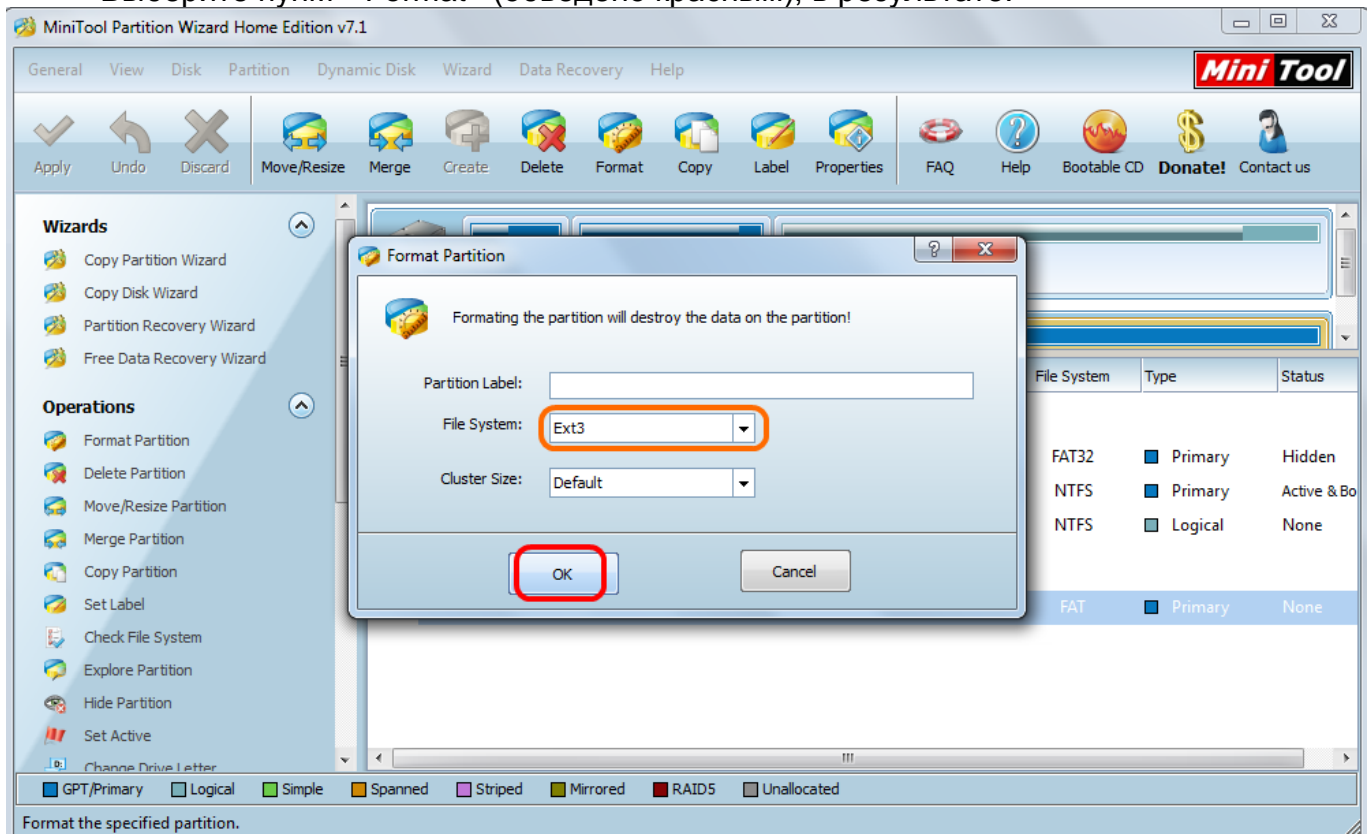 MiniTool Partition Wizard Home Edition v7.1
General View Disk Partition Dynamic Disk Wizard Data Recovery Help
Mini Tool
Apply Undo Discard Move/Resize Merge Create Delete Format Copy Label Properties FAQ Help Bootable CD Donate! Contact us
Wizards
Copy Partition Wizard
Copy Disk Wizard
Partition Recovery Wizard
Free Data Recovery Wizard
Operations
Format Partition
Delete Partition
Move/Resize Partition
Merge Partition
Copy Partition
Set Label
Check File System
Explore Partition
Hide Partition
Set Active
Change Drive Letter
Format Partition
Formating the partition will destroy the data on the partition!
Partition Label:
File System: Ext3
Cluster Size: Default
OK Cancel
File System Type Status
FAT32 Primary Hidden
NTFS Primary Active & Bo
NTFS Logical None
FAT Primary None
GPT/Primary Logical Simple Spanned Striped Mirrored RAID5 Unallocated
Format the specified partition.